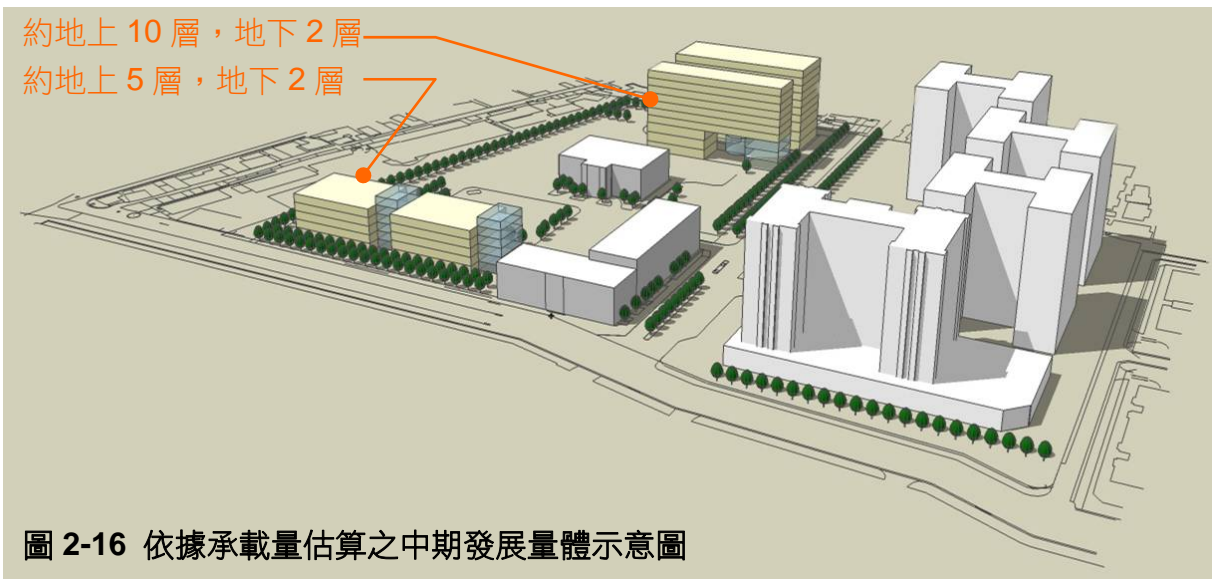 約地上 10 層，地下 2 層
約地上 5 層，地下 2 層
圖 2-16 依據承載量估算之中期發展量體示意圖